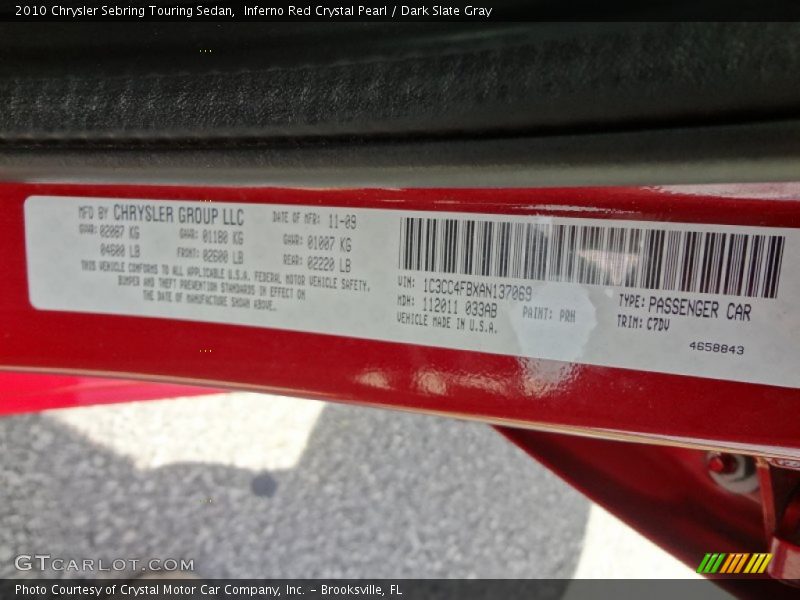 2010 Chrysler Sebring Touring Sedan, Inferno Red Crystal Pearl / Dark Slate Gray
MFD BY CHRYSLER GROUP LLC DATE OF MFR: 11-09
GVWR: 02087 KG GAWR: 01180 KG GAWR: 01007 KG
04600 LB FRONT: 02600 LB REAR: 02220 LB
THIS VEHICLE CONFORMS TO ALL APPLICABLE U.S.A. FEDERAL MOTOR VEHICLE SAFETY,
BUMPER AND THEFT PREVENTION STANDARDS IN EFFECT ON
THE DATE OF MANUFACTURE SHOWN ABOVE.
VIN: 1C3CC4FBXAN137069 TYPE: PASSENGER CAR
MDH: 112011 033AB PAINT: PRH TRIM: C7DV
VEHICLE MADE IN U.S.A.
4658843
GTCARLOT.COM
Photo Courtesy of Crystal Motor Car Company, Inc. - Brooksville, FL